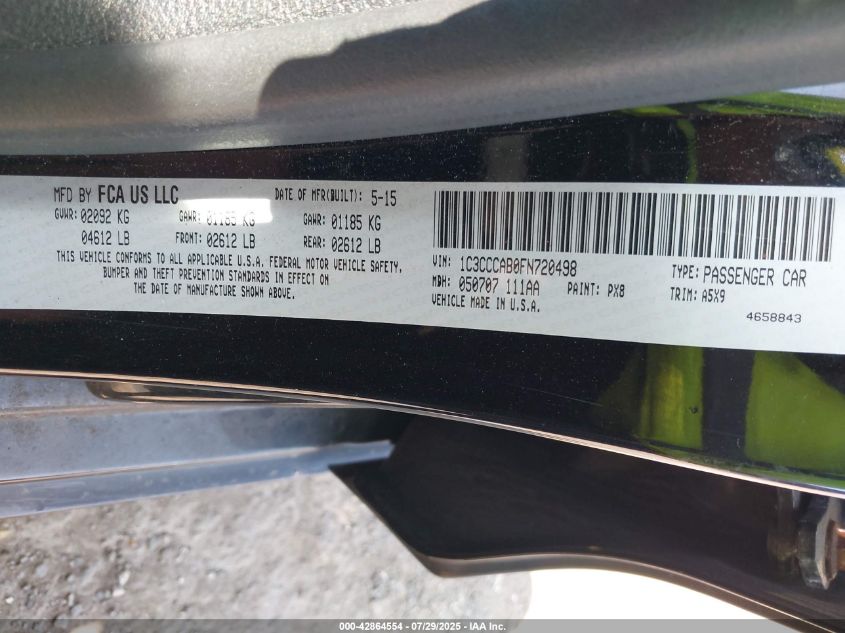 MFD BY FCA US LLC DATE OF MFR(BUILT): 5-15
GVWR: 02092 KG GAWR: 01185 KG GAWR: 01185 KG
04612 LB FRONT: 02612 LB REAR: 02612 LB
THIS VEHICLE CONFORMS TO ALL APPLICABLE U.S.A. FEDERAL MOTOR VEHICLE SAFETY,
BUMPER AND THEFT PREVENTION STANDARDS IN EFFECT ON
THE DATE OF MANUFACTURE SHOWN ABOVE.
VIN: 1C3CCCAB0FN720498 TYPE: PASSENGER CAR
MDH: 050707 111AA PAINT: PX8 TRIM: A5X9
VEHICLE MADE IN U.S.A.
4658843
000-42864554 | 07/29/2025 - IAA Inc.